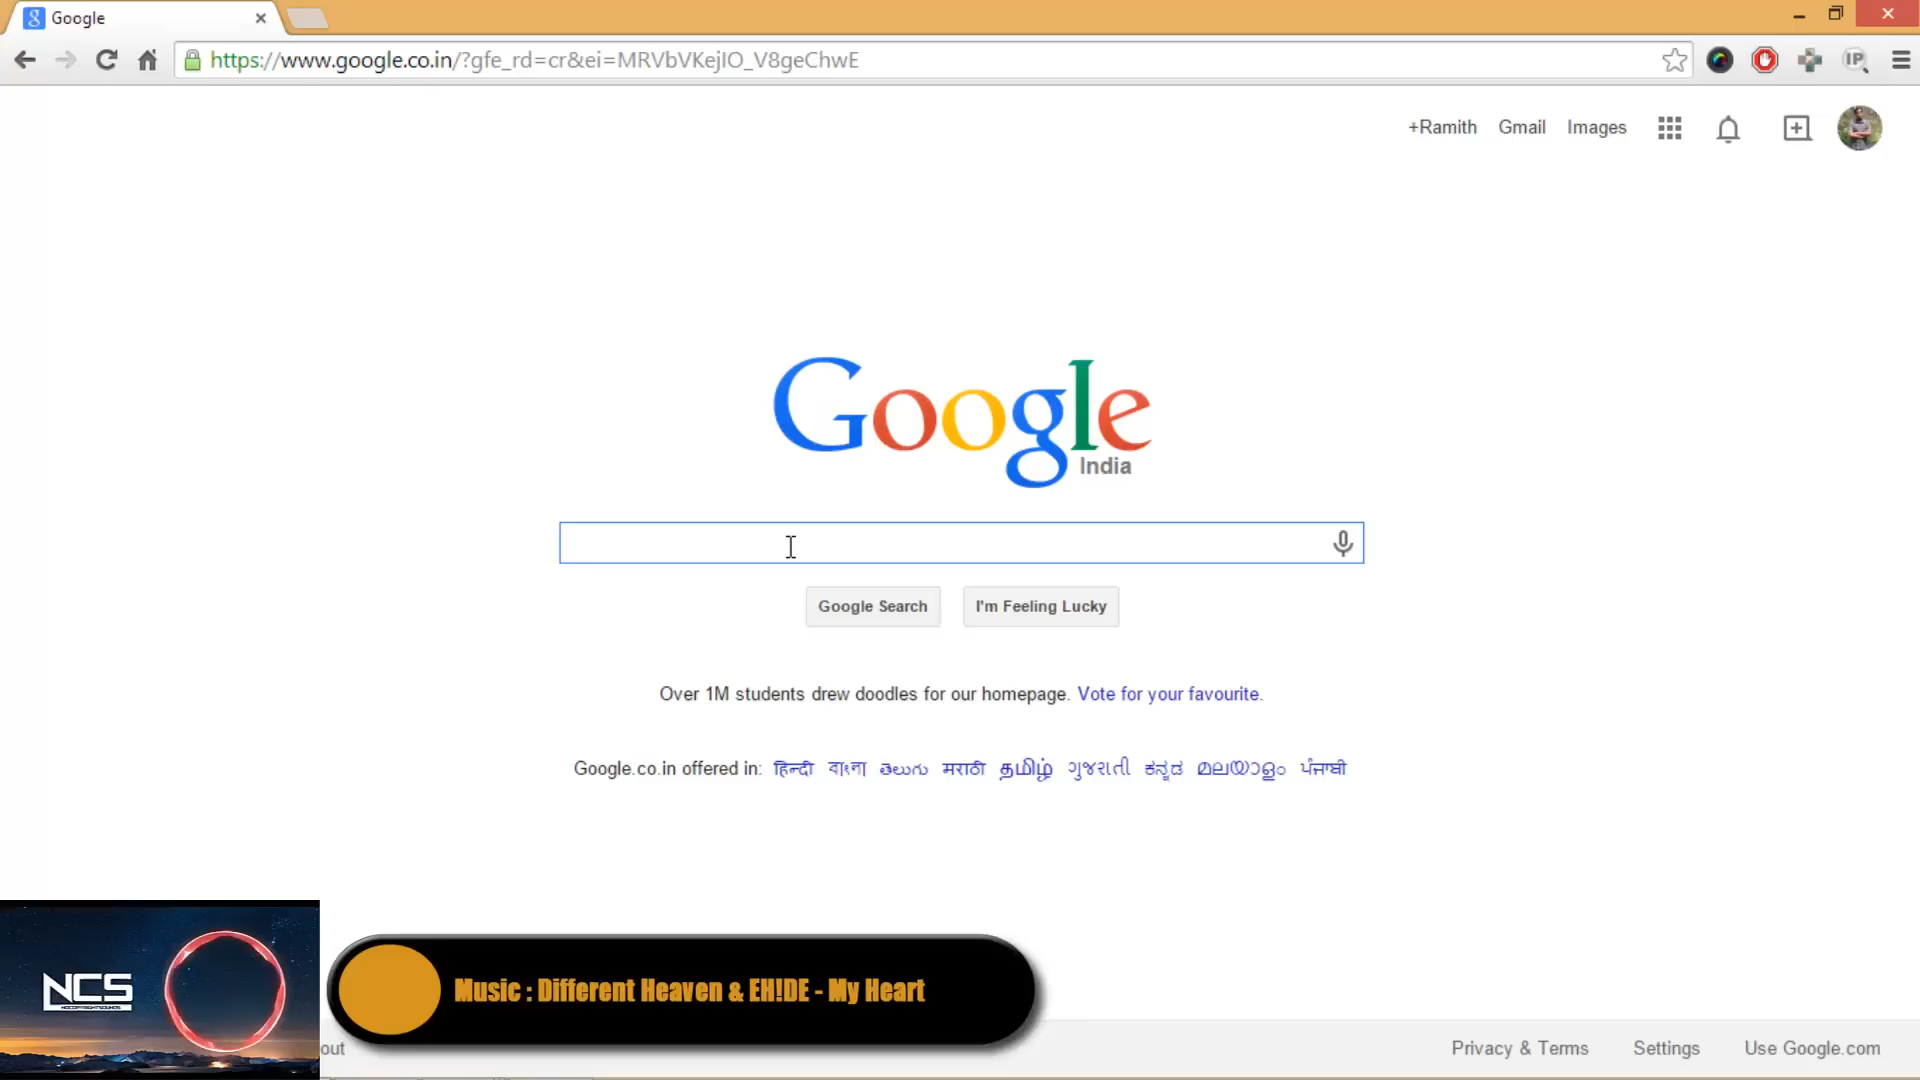 Google
https://www.google.co.in/?gfe_rd=cr&ei=MRVbVKejIO_V8geChwE
IP
+Ramith Gmail Images
Google
India
Google Search I'm Feeling Lucky
Over 1M students drew doodles for our homepage. Vote for your favourite.
Google.co.in offered in: हिन्दी বাংলা తెలుగు मराठी தமிழ் ગુજરાતી ಕನ್ನಡ മലയാളം ਪੰਜਾਬੀ
NCS
NOCOPYRIGHTSOUNDS
Music : Different Heaven & EH!DE - My Heart
out Privacy & Terms Settings Use Google.com